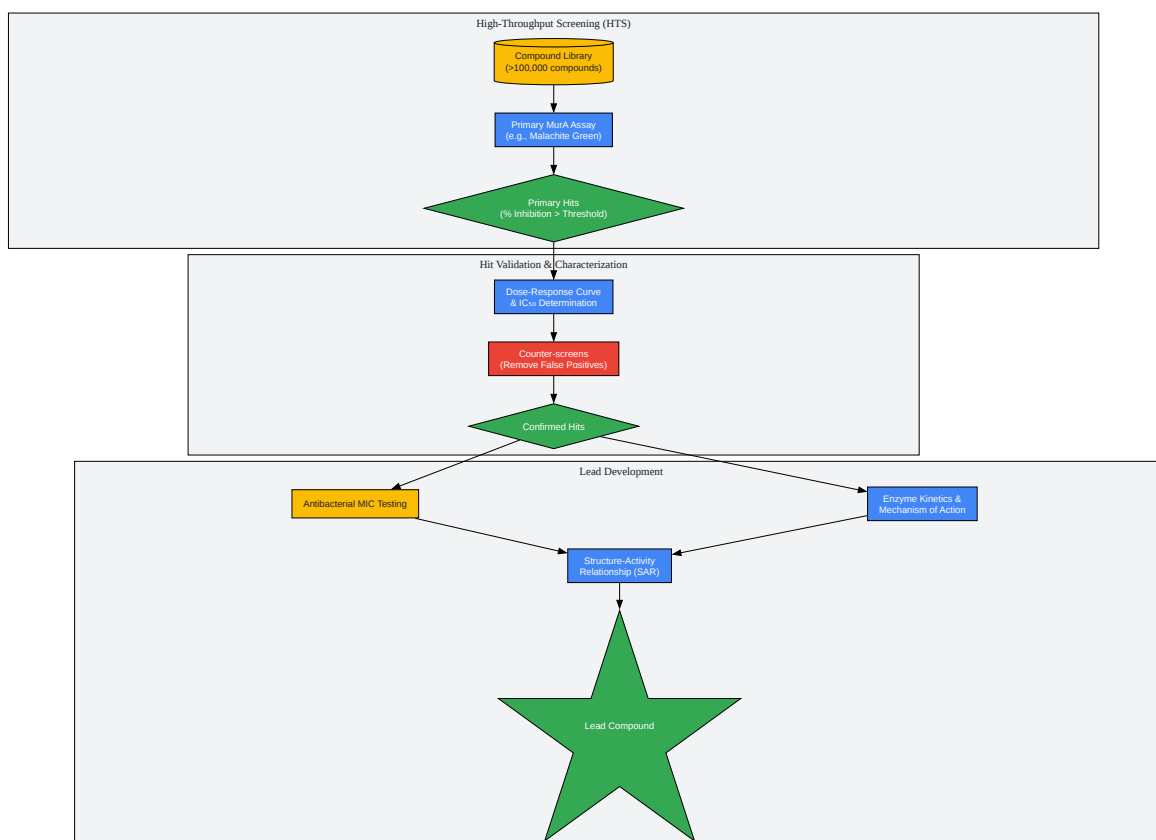 High-Throughput Screening (HTS)
Compound Library
(>100,000 compounds)
Primary MurA Assay
(e.g., Malachite Green)
Primary Hits
(% Inhibition > Threshold)
Hit Validation & Characterization
Dose-Response Curve
& IC₅₀ Determination
Counter-screens
(Remove False Positives)
Confirmed Hits
Lead Development
Antibacterial MIC Testing
Enzyme Kinetics &
Mechanism of Action
Structure-Activity
Relationship (SAR)
Lead Compound